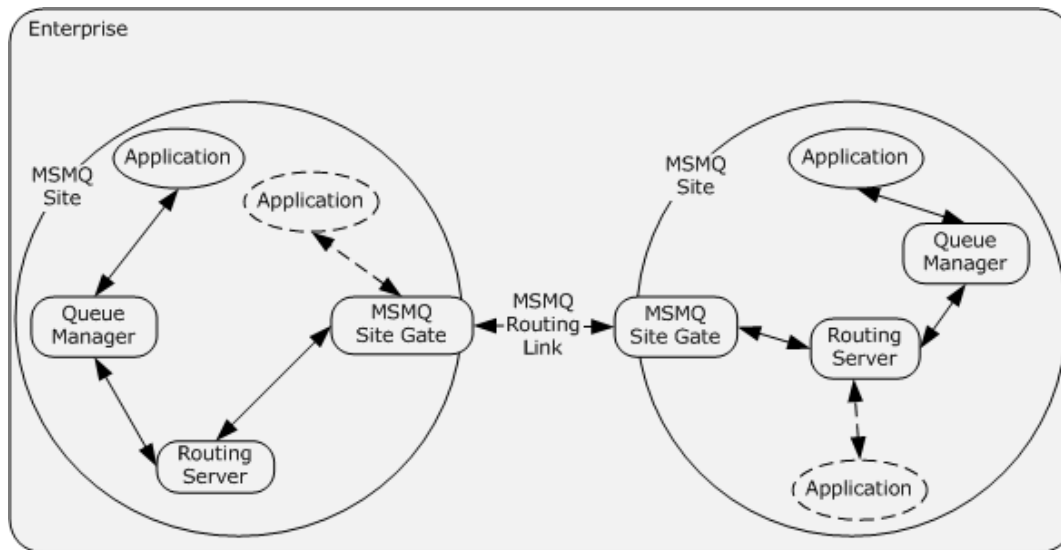 Enterprise
MSMQ
Site
Application
Application
Queue
Manager
MSMQ
Site Gate
Routing
Server
MSMQ
Routing
Link
MSMQ
Site
Application
Queue
Manager
MSMQ
Site Gate
Routing
Server
Application